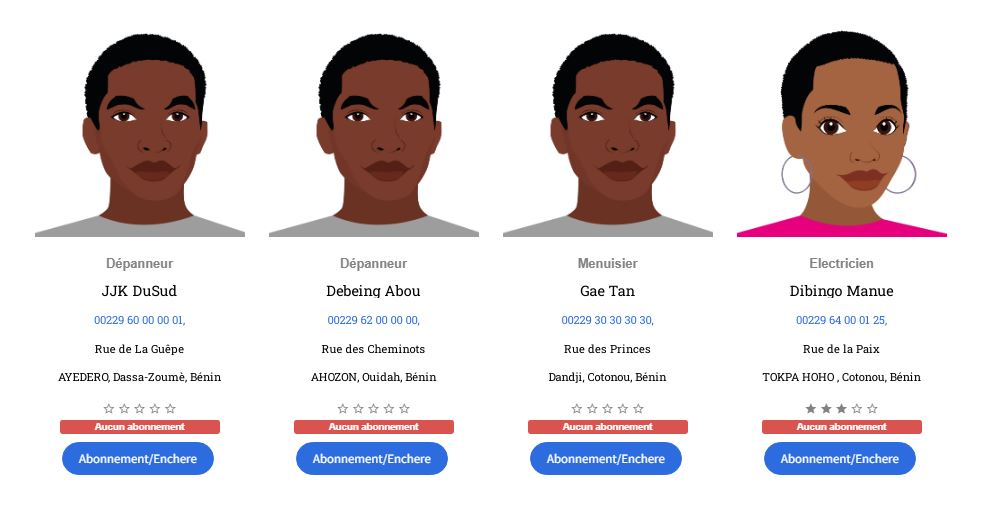 Dépanneur
JJK DuSud
00229 60 00 00 01,
Rue de La Guêpe
AYEDERO, Dassa-Zoumè, Bénin
Aucun abonnement
Abonnement/Enchere
Dépanneur
Debeing Abou
00229 62 00 00 00,
Rue des Cheminots
AHOZON, Ouidah, Bénin
Aucun abonnement
Abonnement/Enchere
Menuisier
Gae Tan
00229 30 30 30 30,
Rue des Princes
Dandji, Cotonou, Bénin
Aucun abonnement
Abonnement/Enchere
Electricien
Dibingo Manue
00229 64 00 01 25,
Rue de la Paix
TOKPA HOHO , Cotonou, Bénin
Aucun abonnement
Abonnement/Enchere